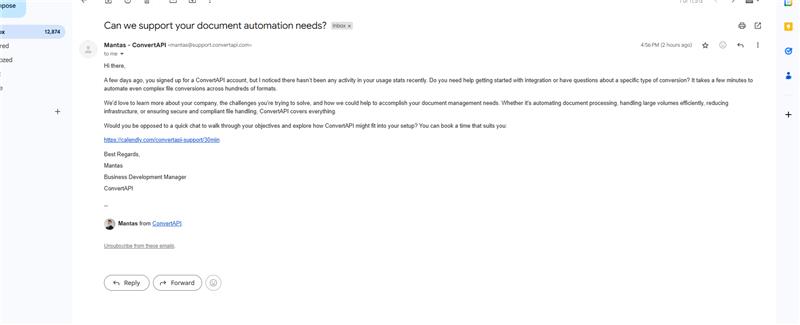 pose
Can we support your document automation needs? Inbox ×
x 12,874
Mantas - ConvertAPI <mantas@support.convertapi.com>
4:56 PM (2 hours ago)
red
to me
ozed
Hi there,
A few days ago, you signed up for a ConvertAPI account, but I noticed there hasn't been any activity in your usage stats recently. Do you need help getting started with integration or have questions about a specific type of conversion? It takes a few minutes to
automate even complex file conversions across hundreds of formats.
We'd love to learn more about your company, the challenges you're trying to solve, and how we could help to accomplish your document management needs. Whether it's automating document processing, handling large volumes efficiently, reducing
infrastructure, or ensuring secure and compliant file handling, ConvertAPI covers everything.
Would you be opposed to a quick chat to walk through your objectives and explore how ConvertAPI might fit into your setup? You can book a time that suits you:
https://calendly.com/convertapi-support/30min
Best Regards,
Mantas
Business Development Manager
ConvertAPI
--
Mantas from ConvertAPI
Unsubscribe from these emails.
Reply
Forward